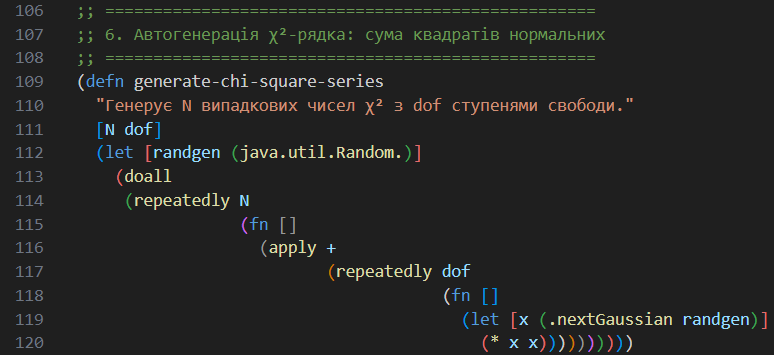 106 ;; ==================================================
107 ;; 6. Автогенерація χ²-рядка: сума квадратів нормальних
108 ;; ==================================================
109 (defn generate-chi-square-series
110 "Генерує N випадкових чисел χ² з dof ступенями свободи."
111 [N dof]
112 (let [randgen (java.util.Random.)]
113 (doall
114 (repeatedly N
115 (fn []
116 (apply +
117 (repeatedly dof
118 (fn []
119 (let [x (.nextGaussian randgen)]
120 (* x x))))))))))